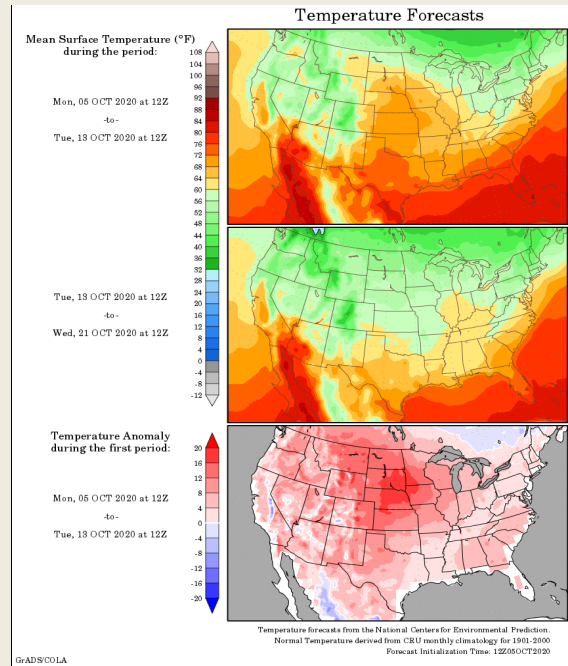 Temperature Forecasts
Mean Surface Temperature (°F)
during the period:
Mon, 05 OCT 2020 at 12Z
-to-
Tue, 13 OCT 2020 at 12Z
108
104
100
96
92
88
84
80
76
72
68
64
60
56
52
48
44
40
36
32
28
24
20
16
12
8
4
0
-4
-8
-12
Tue, 13 OCT 2020 at 12Z
-to-
Wed, 21 OCT 2020 at 12Z
Temperature Anomaly
during the first period:
Mon, 05 OCT 2020 at 12Z
-to-
Tue, 13 OCT 2020 at 12Z
20
16
12
8
4
0
-4
-8
-12
-16
-20
Temperature forecasts from the National Centers for Environmental Prediction.
Normal Temperature derived from CRU monthly climatology for 1901-2000
Forecast Initialization Time: 12Z05OCT2020
GrADS/COLA